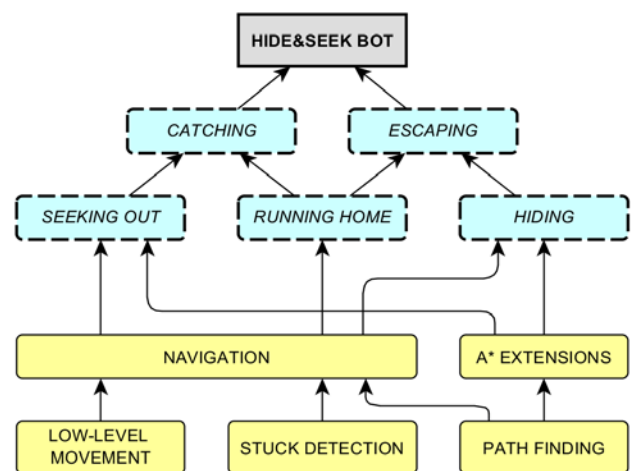 HIDE&SEEK BOT
CATCHING
ESCAPING
SEEKING OUT
RUNNING HOME
HIDING
NAVIGATION
A* EXTENSIONS
LOW-LEVEL
MOVEMENT
STUCK DETECTION
PATH FINDING